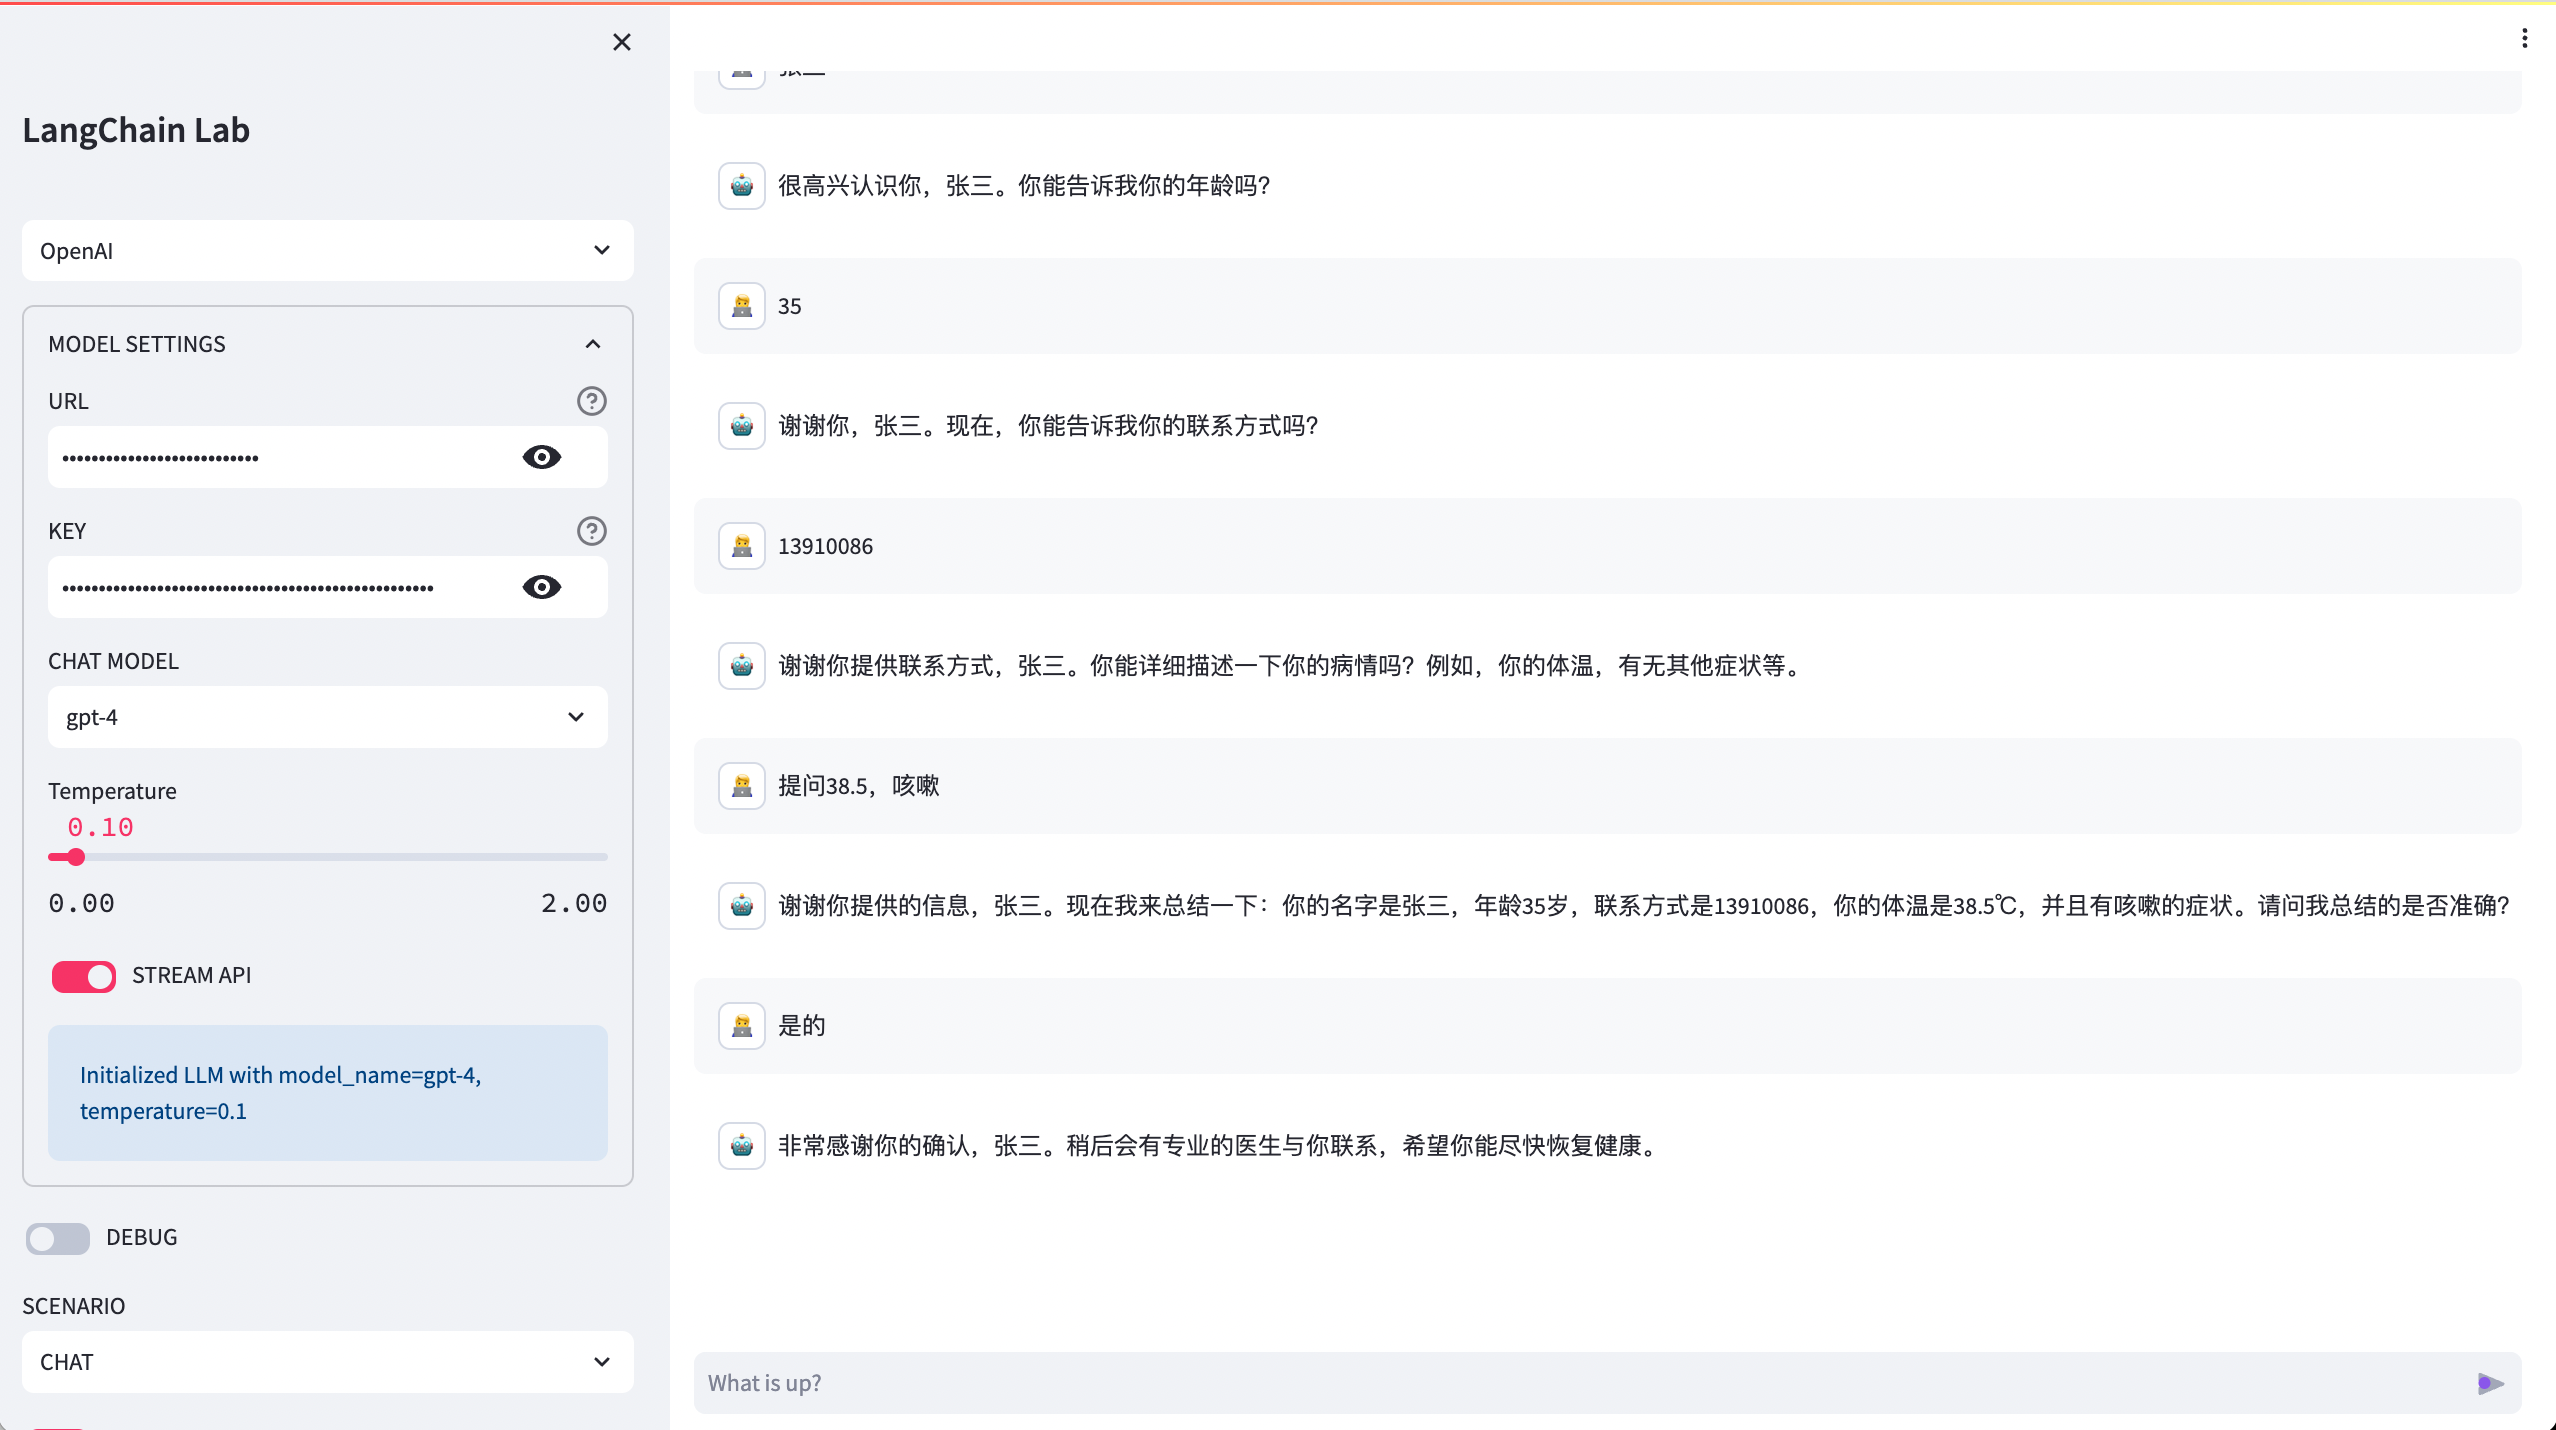 LangChain Lab
OpenAI
MODEL SETTINGS
URL
KEY
CHAT MODEL
gpt-4
Temperature
0.10
0.00 2.00
STREAM API
Initialized LLM with model_name=gpt-4,
temperature=0.1
DEBUG
SCENARIO
CHAT
张三
很高兴认识你，张三。你能告诉我你的年龄吗？
35
谢谢你，张三。现在，你能告诉我你的联系方式吗？
13910086
谢谢你提供联系方式，张三。你能详细描述一下你的病情吗？例如，你的体温，有无其他症状等。
提问38.5，咳嗽
谢谢你提供的信息，张三。现在我来总结一下：你的名字是张三，年龄35岁，联系方式是13910086，你的体温是38.5℃，并且有咳嗽的症状。请问我总结的是否准确？
是的
非常感谢你的确认，张三。稍后会有专业的医生与你联系，希望你能尽快恢复健康。
What is up?